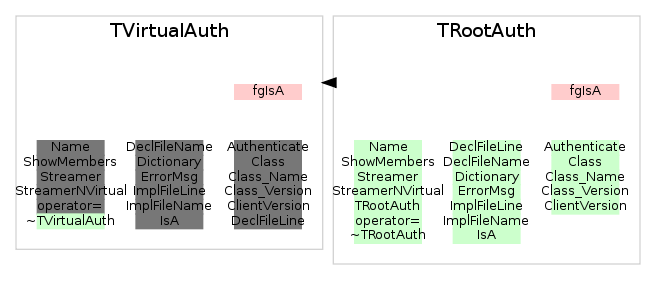 TVirtualAuth
fgIsA
Name
ShowMembers
Streamer
StreamerNVirtual
operator=
~TVirtualAuth
DeclFileName
Dictionary
ErrorMsg
ImplFileLine
ImplFileName
IsA
Authenticate
Class
Class_Name
Class_Version
ClientVersion
DeclFileLine
TRootAuth
fgIsA
Name
ShowMembers
Streamer
StreamerNVirtual
TRootAuth
operator=
~TRootAuth
DeclFileLine
DeclFileName
Dictionary
ErrorMsg
ImplFileLine
ImplFileName
IsA
Authenticate
Class
Class_Name
Class_Version
ClientVersion